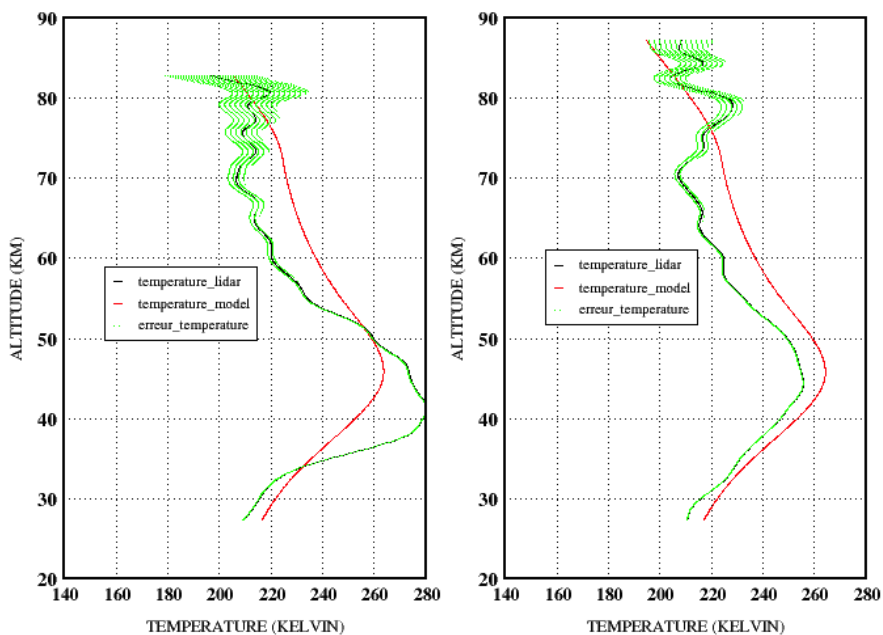 90
80
70
60
50
40
30
20
ALTITUDE (KM)
temperature_lidar
temperature_model
erreur_temperature
140 160 180 200 220 240 260 280
TEMPERATURE (KELVIN)
90
80
70
60
50
40
30
20
ALTITUDE (KM)
temperature_lidar
temperature_model
erreur_temperature
140 160 180 200 220 240 260 280
TEMPERATURE (KELVIN)